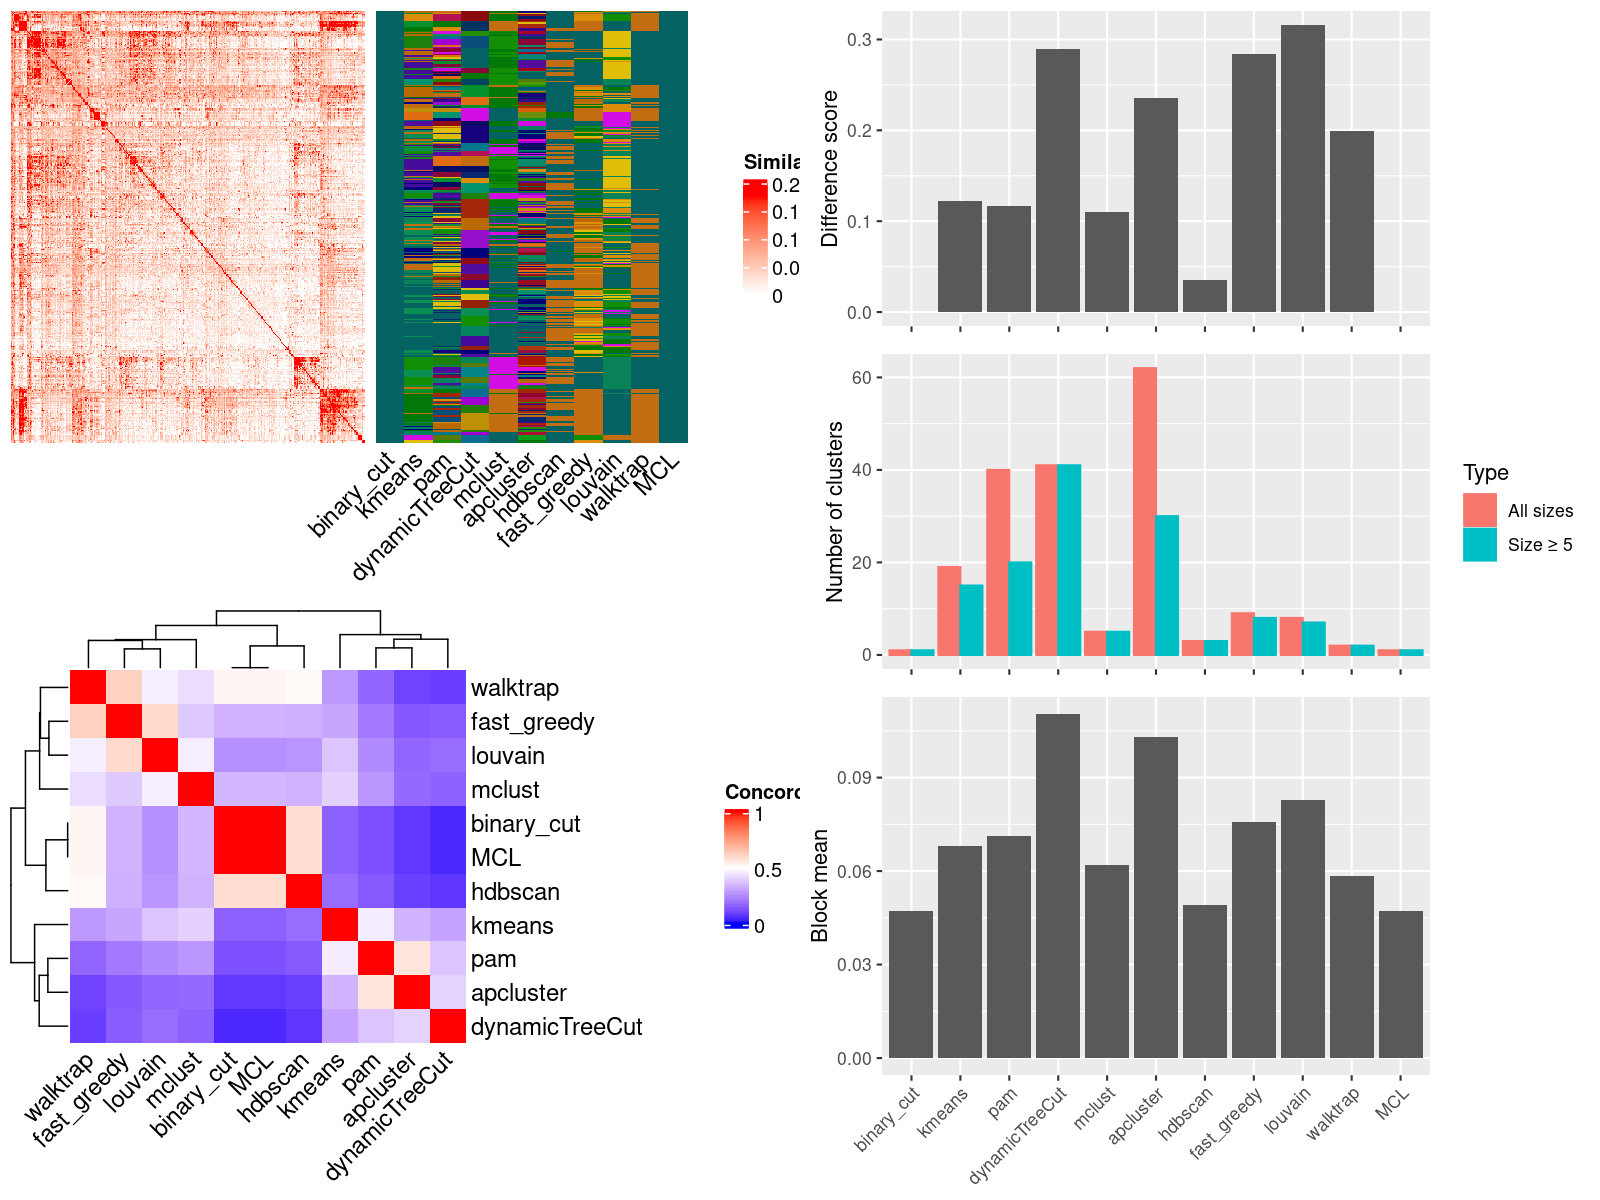 Simila
0.2
0.1
0.1
0.0
0
binary_cut
kmeans
pam
dynamicTreeCut
mclust
apcluster
hdbscan
fast_greedy
louvain
walktrap
MCL
walktrap
fast_greedy
louvain
mclust
binary_cut
MCL
hdbscan
kmeans
pam
apcluster
dynamicTreeCut
walktrap
fast_greedy
louvain
mclust
binary_cut
MCL
hdbscan
kmeans
pam
apcluster
dynamicTreeCut
Concord
1
0.5
0
Difference score
0.3
0.2
0.1
0.0
Number of clusters
60
40
20
0
Type
All sizes
Size ≥ 5
Block mean
0.09
0.06
0.03
0.00
binary_cut
kmeans
pam
dynamicTreeCut
mclust
apcluster
hdbscan
fast_greedy
louvain
walktrap
MCL